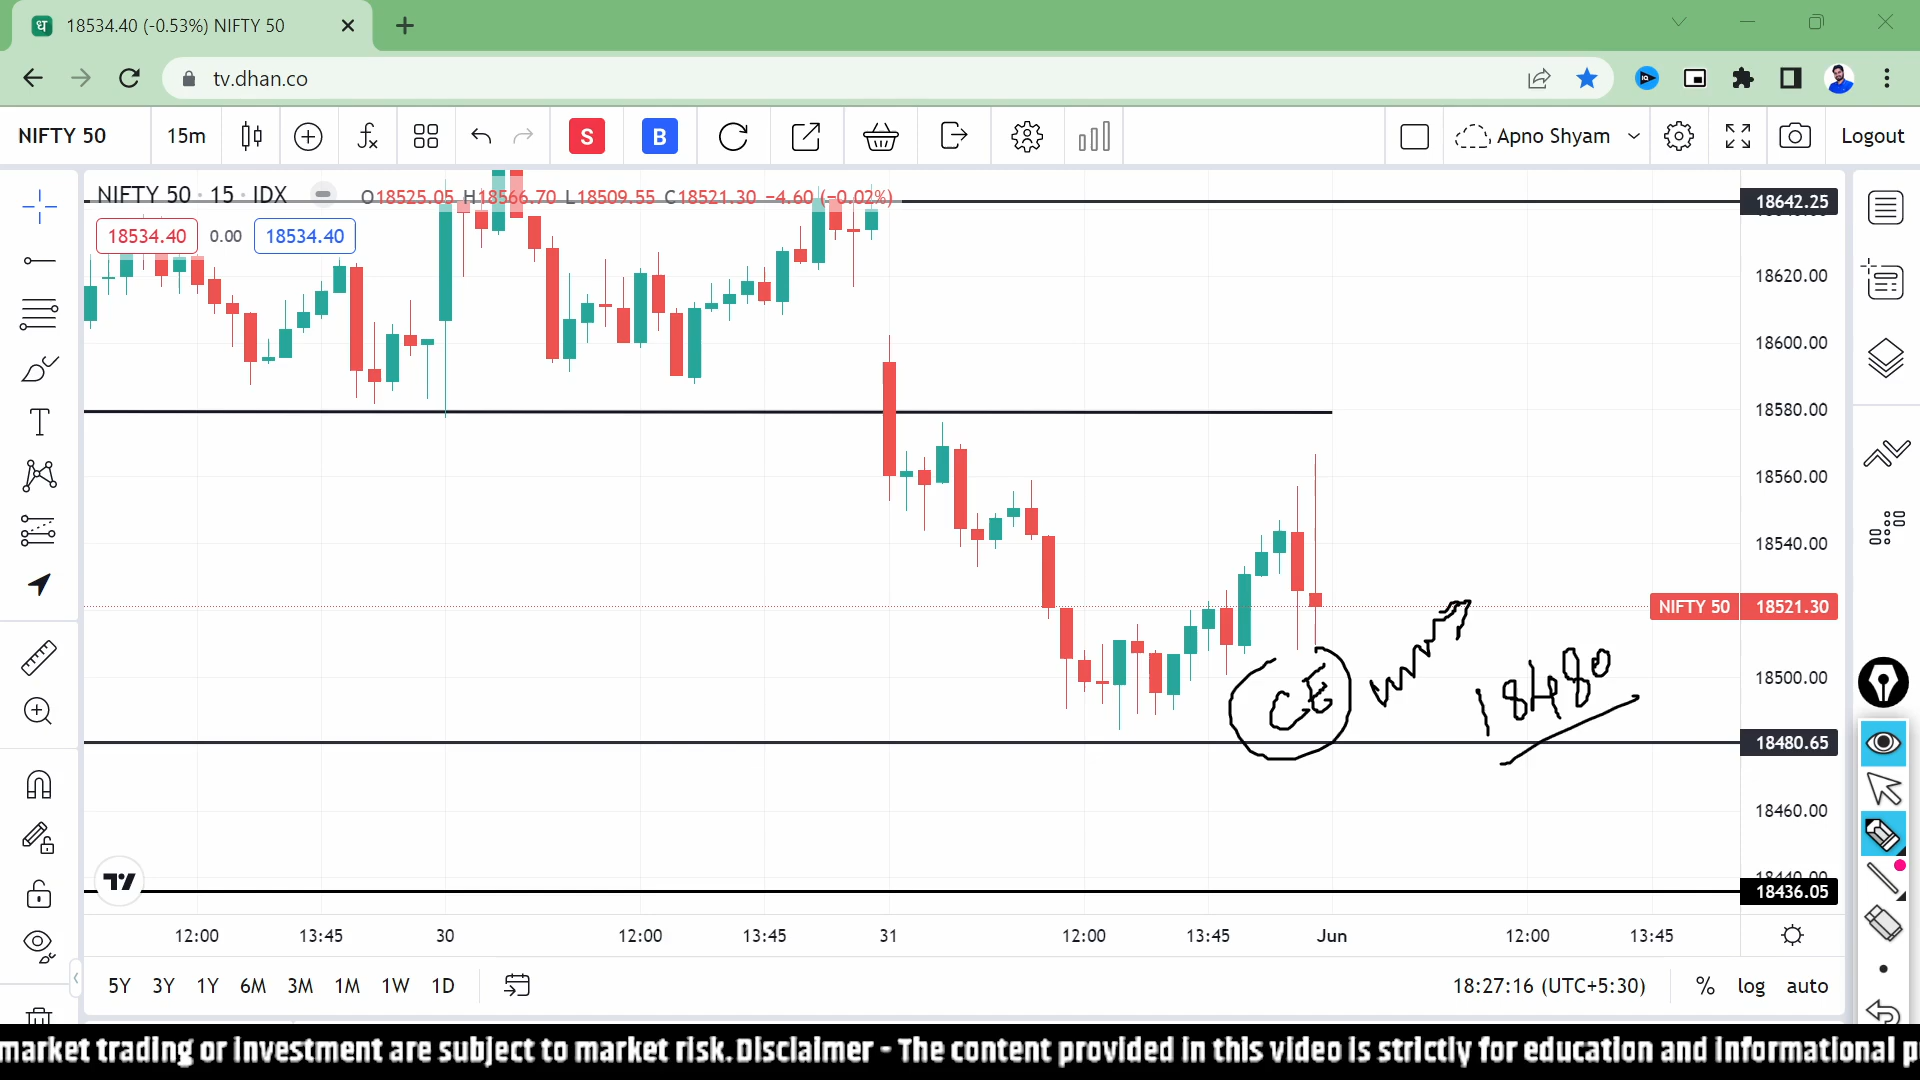 ध 18534.40 (-0.53%) NIFTY 50
tv.dhan.co
NIFTY 50 15m S B Apno Shyam Logout
NIFTY 50 · 15 · IDX O18525.05 H18566.70 L18509.55 C18521.30 −4.60 (−0.02%)
18534.40 0.00 18534.40
18642.25
18620.00
18600.00
18580.00
18560.00
18540.00
NIFTY 50 18521.30
18500.00
CE 18480
18480.65
18460.00
18440.00
18436.05
12:00 13:45 30 12:00 13:45 31 12:00 13:45 Jun 12:00 13:45
5Y 3Y 1Y 6M 3M 1M 1W 1D 18:27:16 (UTC+5:30) % log auto
market trading or investment are subject to market risk. Disclaimer - The content provided in this video is strictly for education and informational p